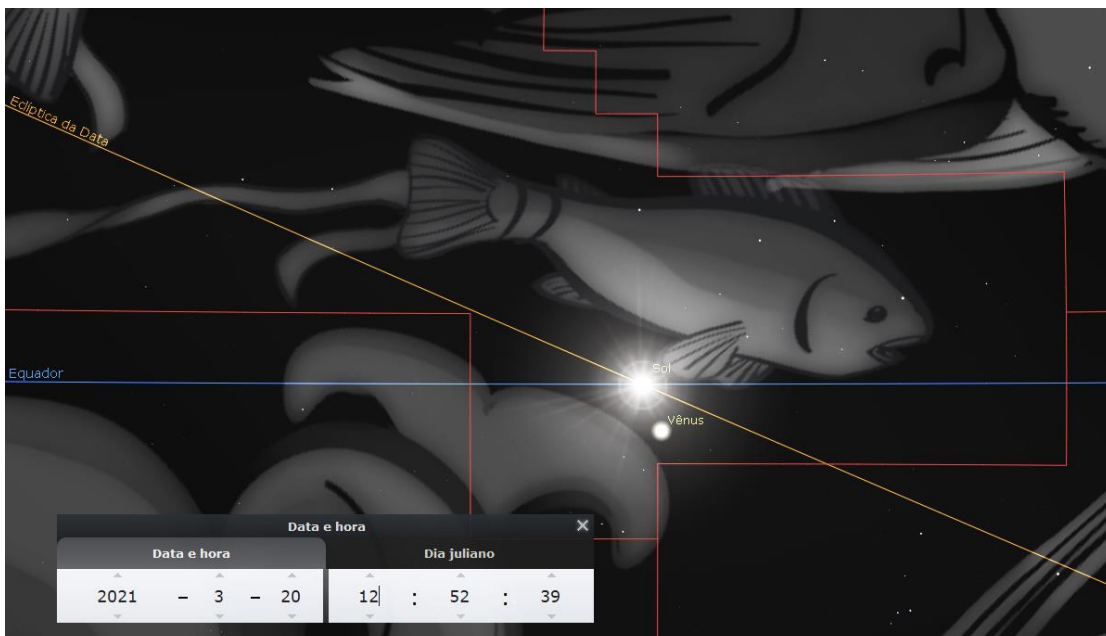 Eclíptica da Data
Equador
Sol
Vênus
Data e hora ×
Data e hora Dia juliano
2021 – 3 – 20 12 : 52 : 39